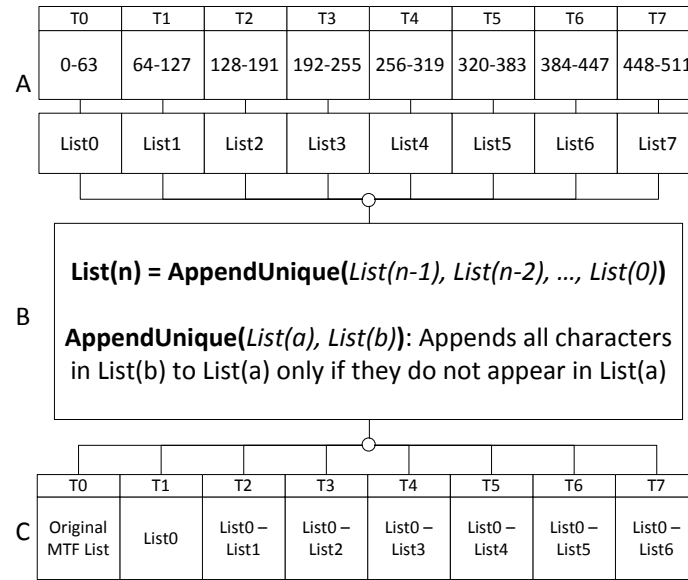 T0 T1 T2 T3 T4 T5 T6 T7
A
0-63 64-127 128-191 192-255 256-319 320-383 384-447 448-511
List0 List1 List2 List3 List4 List5 List6 List7
B
List(n) = AppendUnique(List(n-1), List(n-2), …, List(0))
AppendUnique(List(a), List(b)): Appends all characters
in List(b) to List(a) only if they do not appear in List(a)
T0 T1 T2 T3 T4 T5 T6 T7
C
Original MTF List List0 List0 – List1 List0 – List2 List0 – List3 List0 – List4 List0 – List5 List0 – List6